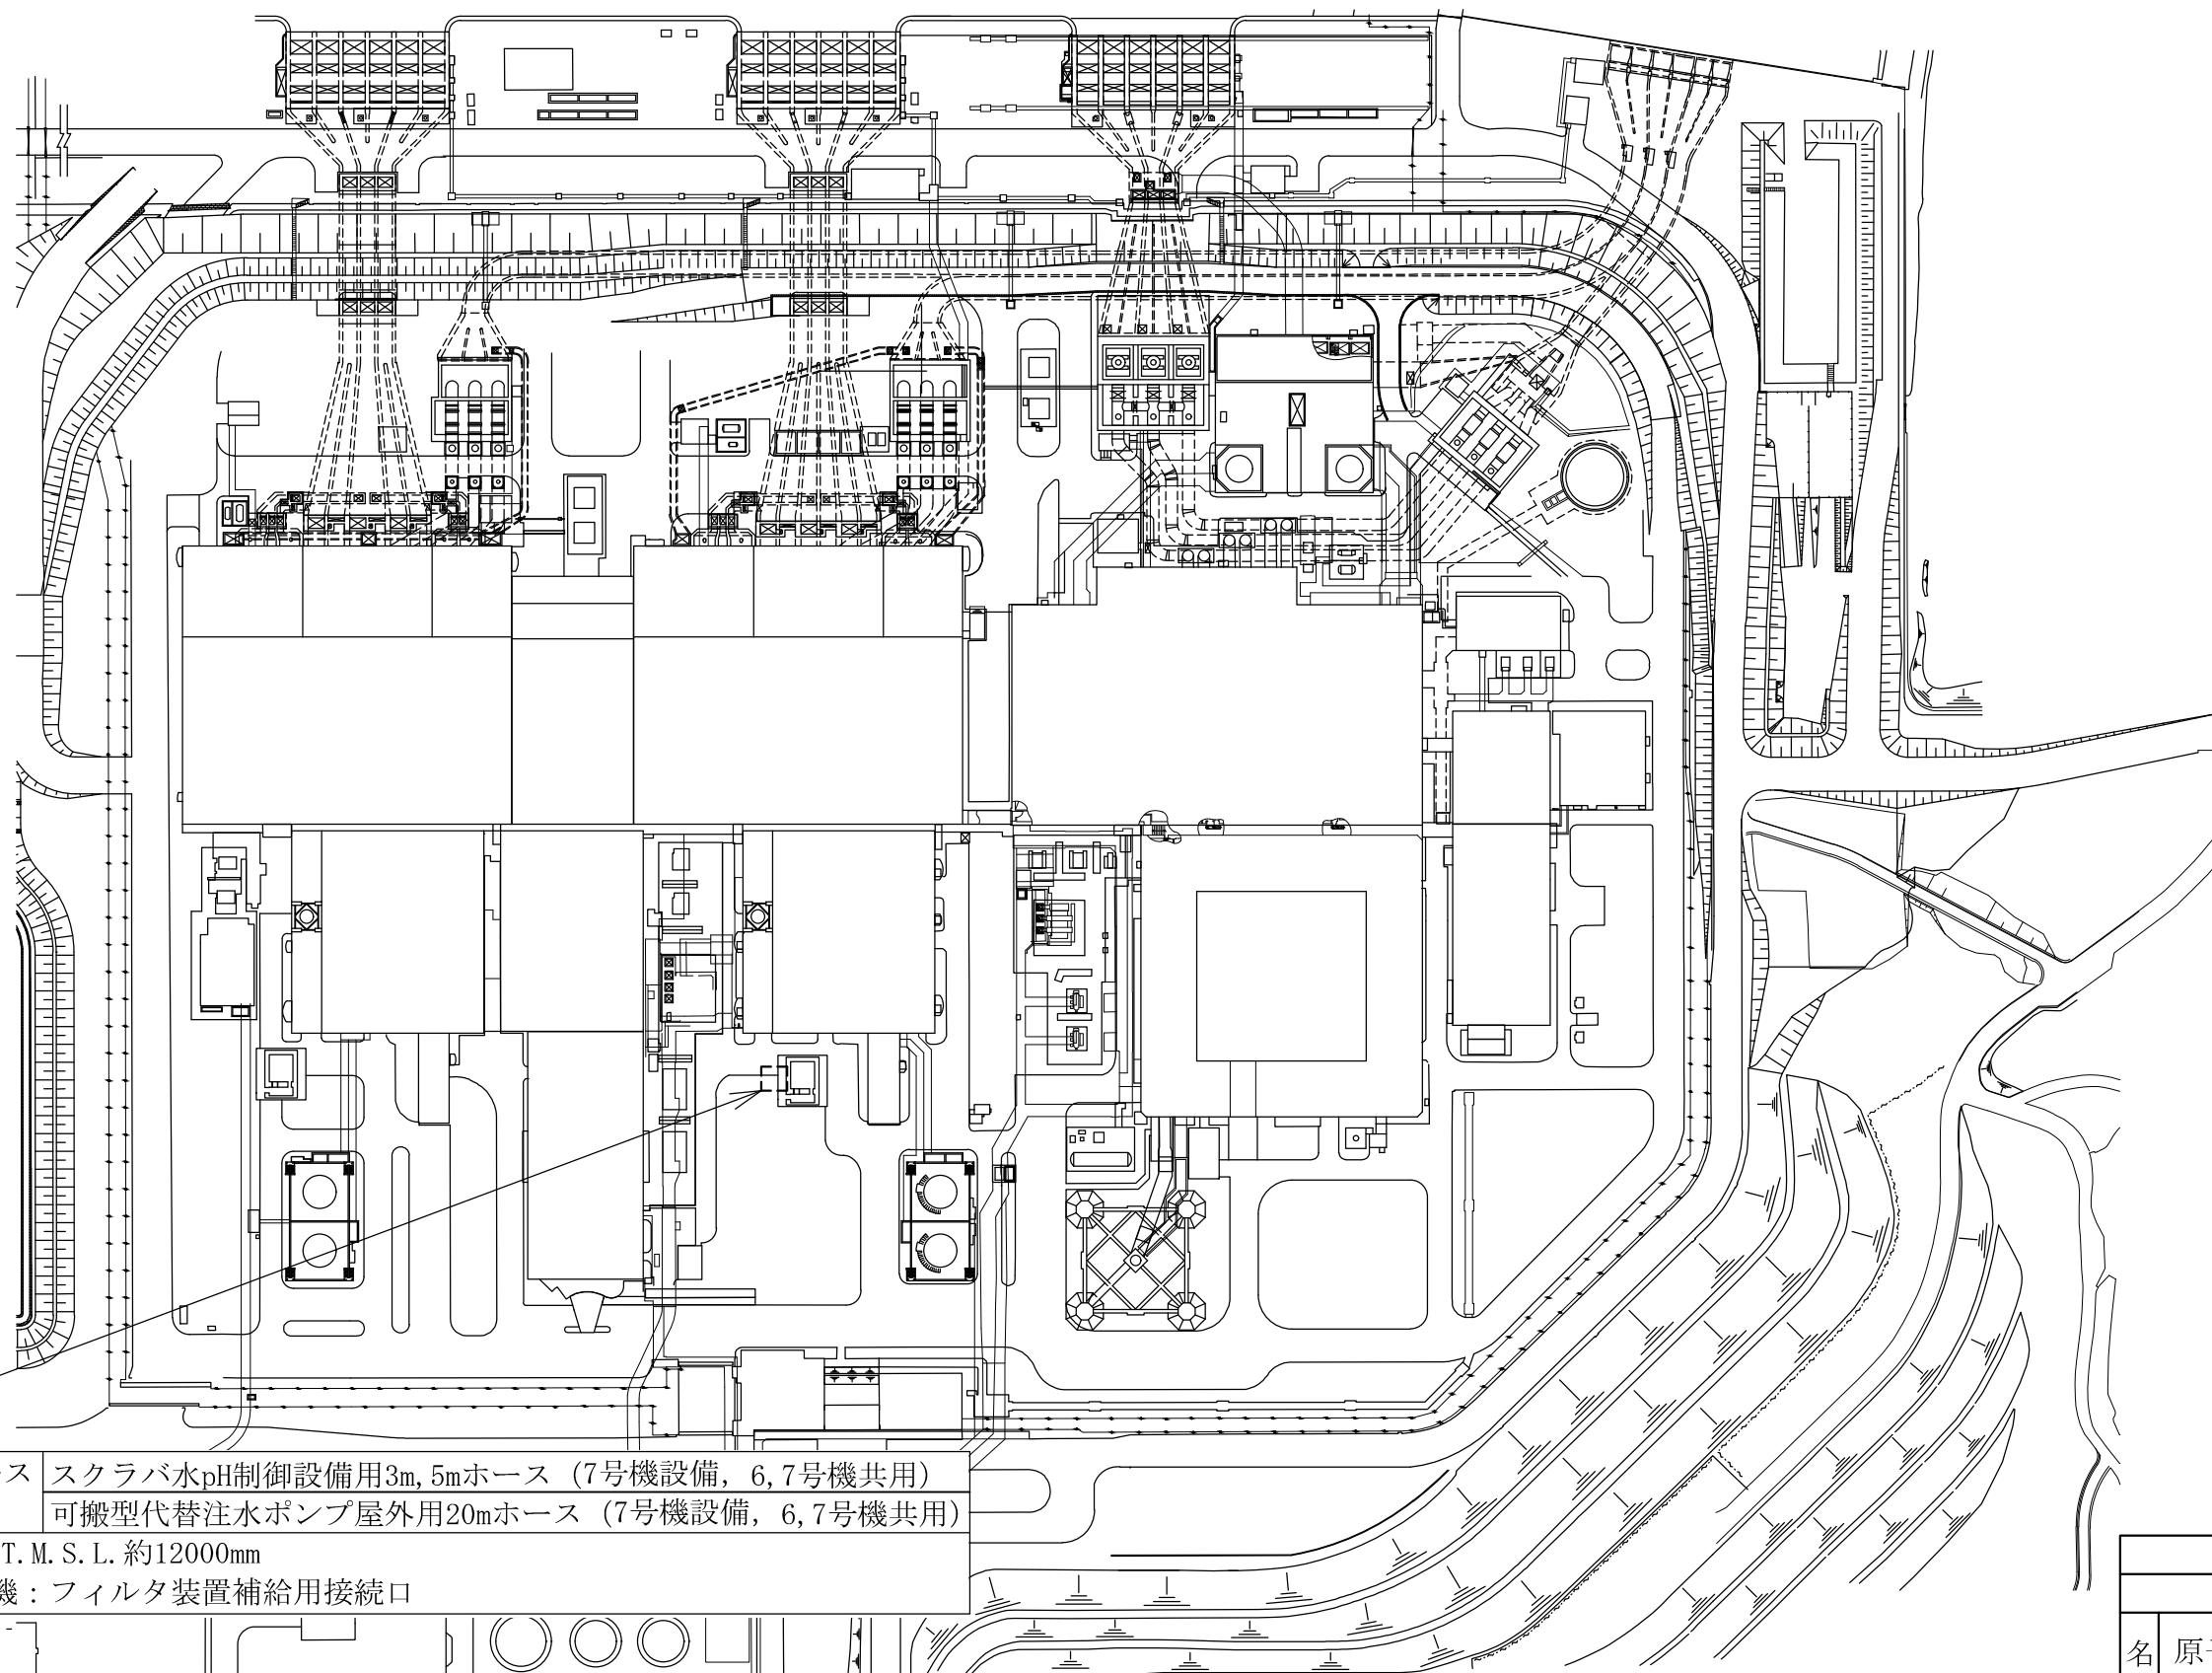 ス スクラバ水pH制御設備用3m,5mホース (7号機設備, 6,7号機共用)
可搬型代替注水ポンプ屋外用20mホース (7号機設備, 6,7号機共用)
T.M.S.L.約12000mm
機：フィルタ装置補給用接続口
名 原